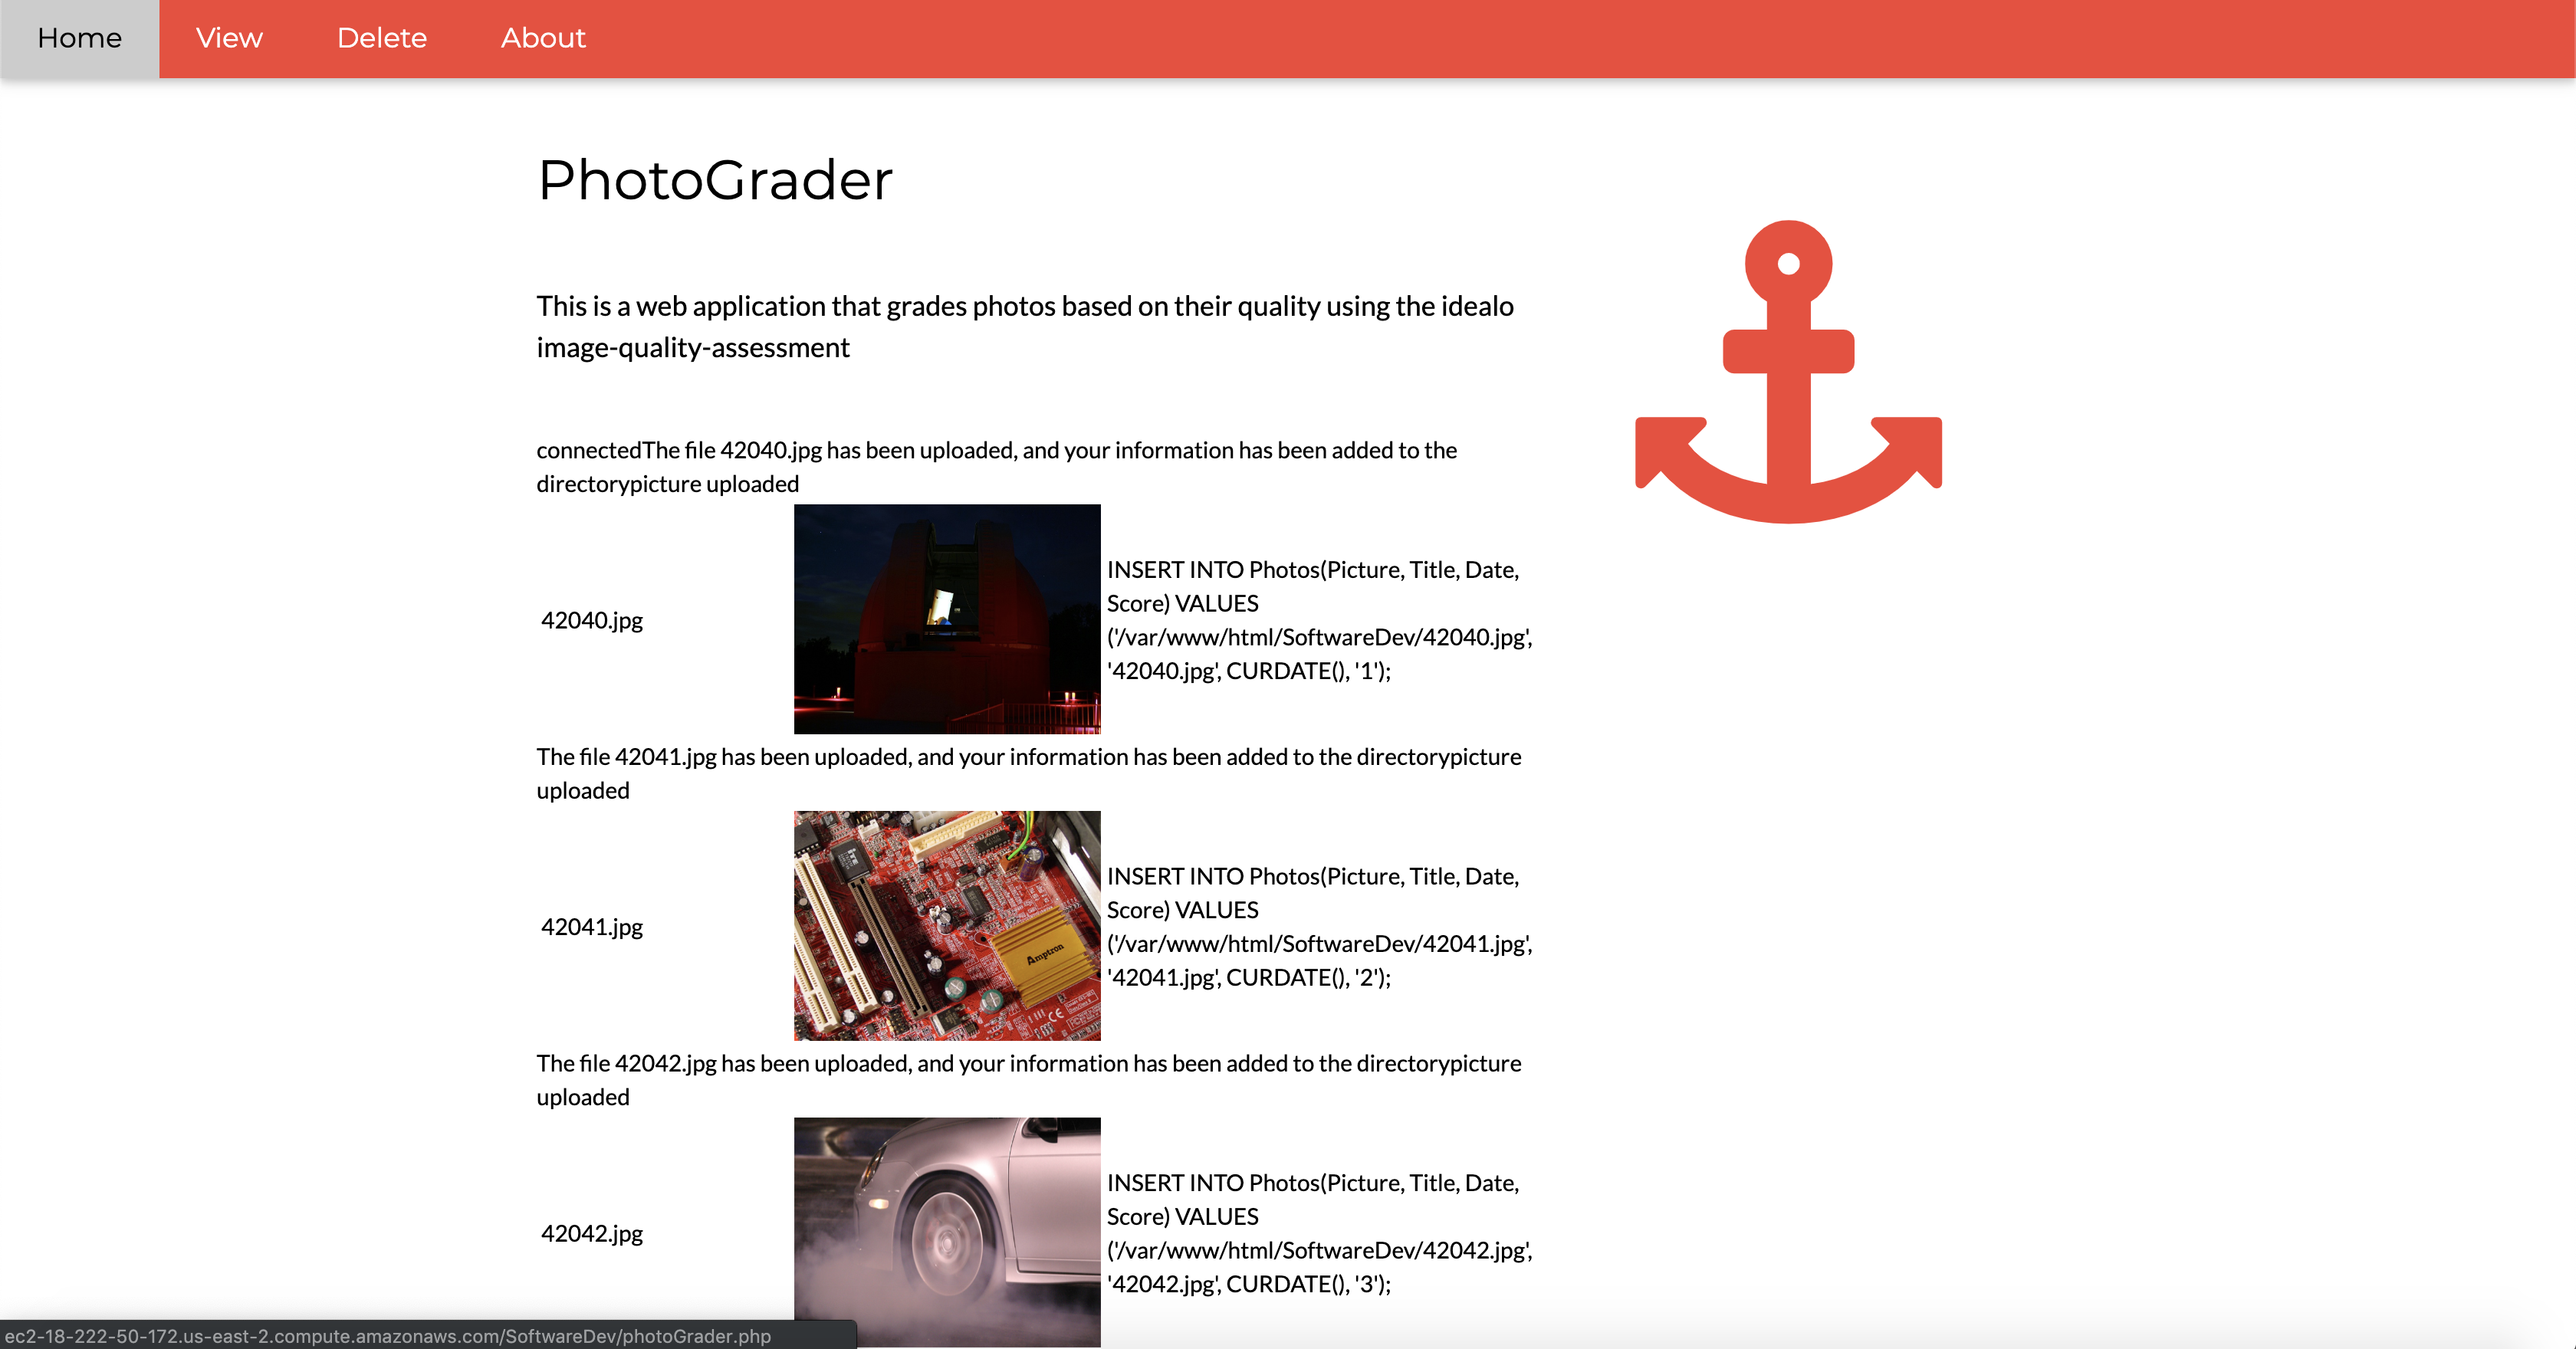 Home View Delete About
PhotoGrader
This is a web application that grades photos based on their quality using the idealo
image-quality-assessment
connectedThe file 42040.jpg has been uploaded, and your information has been added to the
directorypicture uploaded
42040.jpg
INSERT INTO Photos(Picture, Title, Date,
Score) VALUES
('/var/www/html/SoftwareDev/42040.jpg',
'42040.jpg', CURDATE(), '1');
The file 42041.jpg has been uploaded, and your information has been added to the directorypicture
uploaded
42041.jpg
Amptron
CE
INSERT INTO Photos(Picture, Title, Date,
Score) VALUES
('/var/www/html/SoftwareDev/42041.jpg',
'42041.jpg', CURDATE(), '2');
The file 42042.jpg has been uploaded, and your information has been added to the directorypicture
uploaded
42042.jpg
INSERT INTO Photos(Picture, Title, Date,
Score) VALUES
('/var/www/html/SoftwareDev/42042.jpg',
'42042.jpg', CURDATE(), '3');
ec2-18-222-50-172.us-east-2.compute.amazonaws.com/SoftwareDev/photoGrader.php